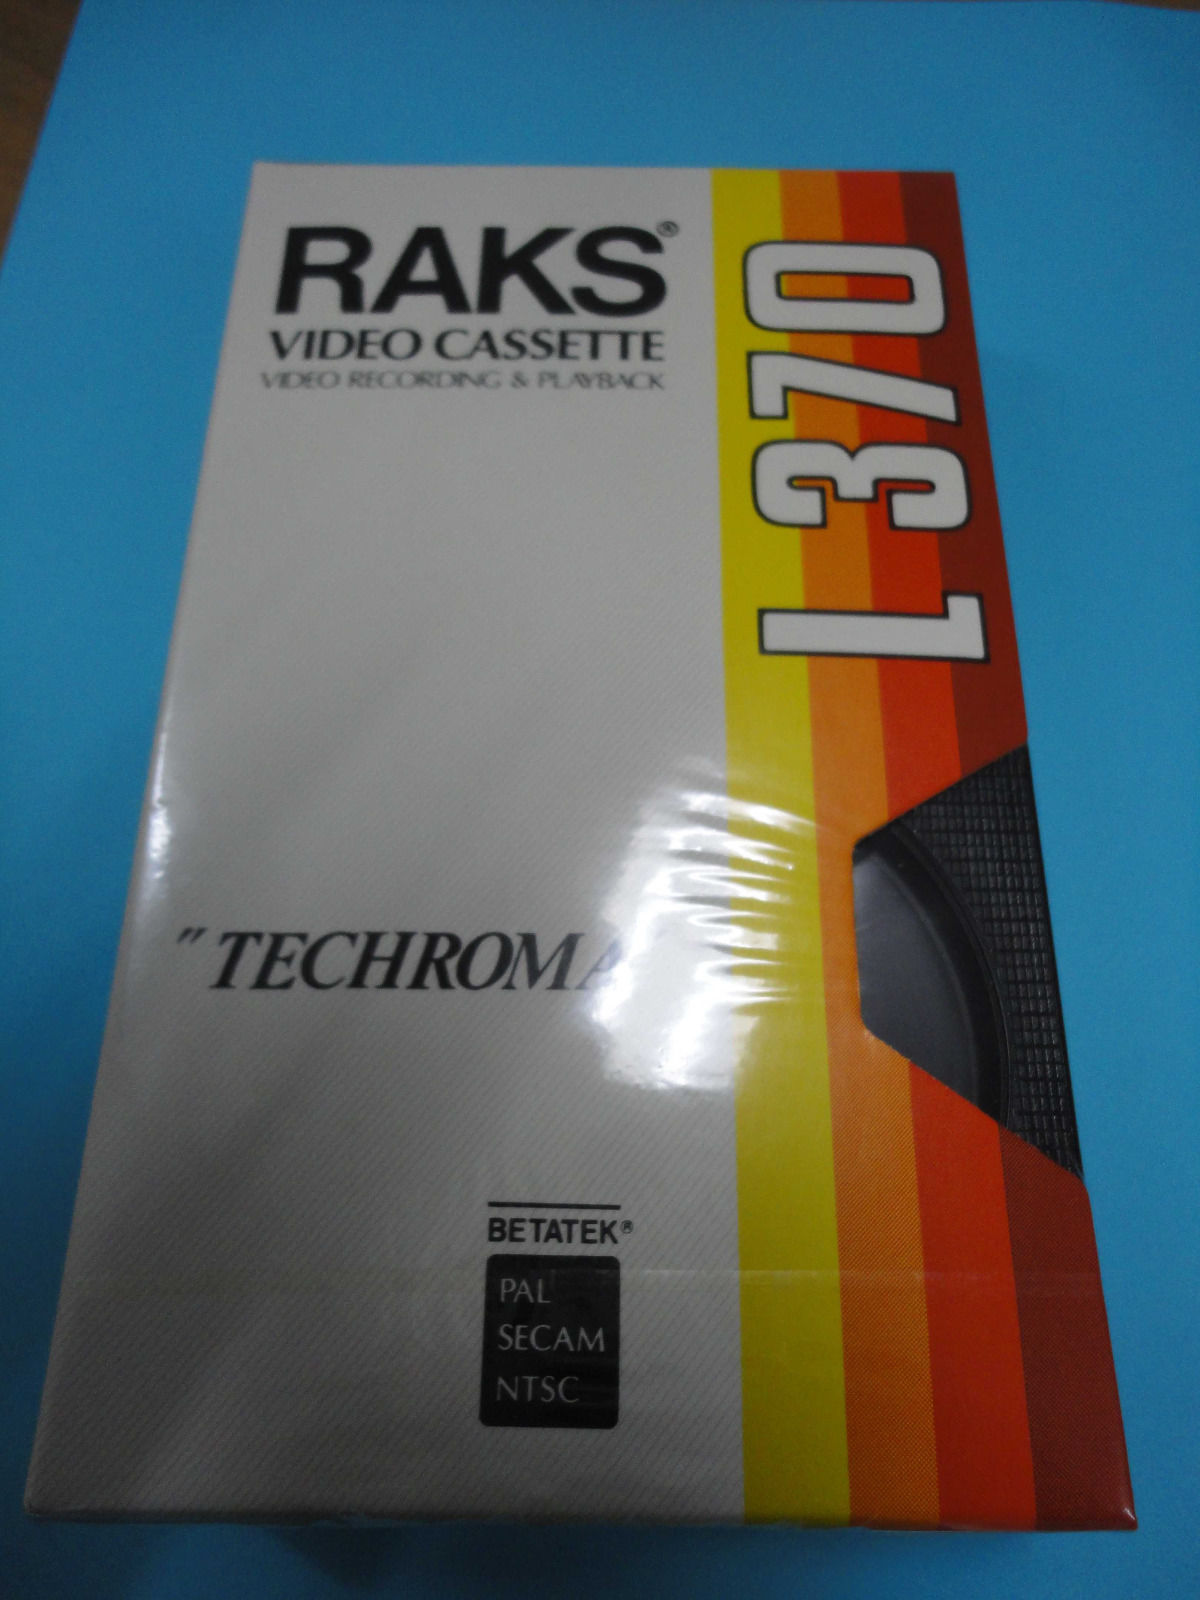 RAKS®
VIDEO CASSETTE
VIDEO RECORDING & PLAYBACK
L 370
"TECHROMA
BETATEK®
PAL
SECAM
NTSC